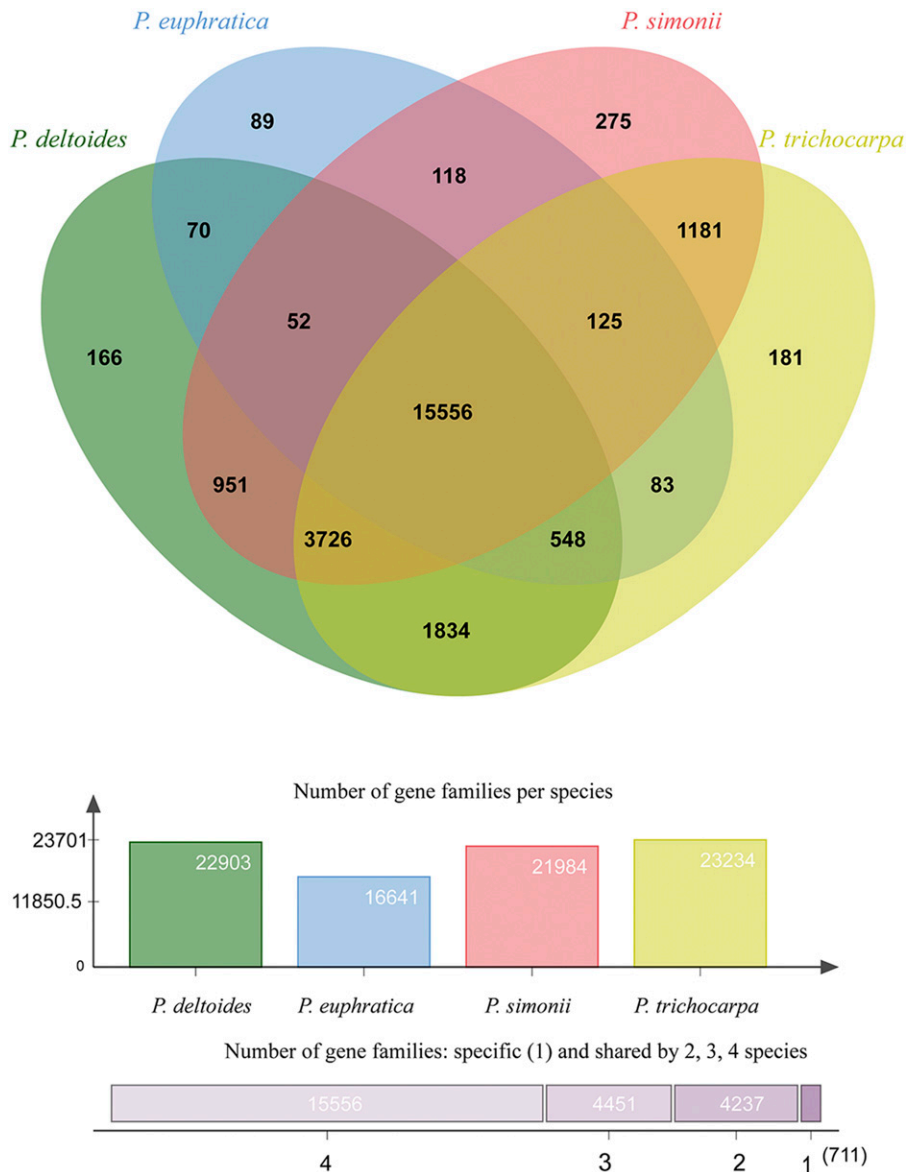 P. euphratica
P. simonii
P. deltoides
P. trichocarpa
89
275
118
70
1181
52
125
166
181
15556
951
83
3726
548
1834
Number of gene families per species
23701
11850.5
0
22903
16641
21984
23234
P. deltoides
P. euphratica
P. simonii
P. trichocarpa
Number of gene families: specific (1) and shared by 2, 3, 4 species
15556
4451
4237
4
3
2
1 (711)